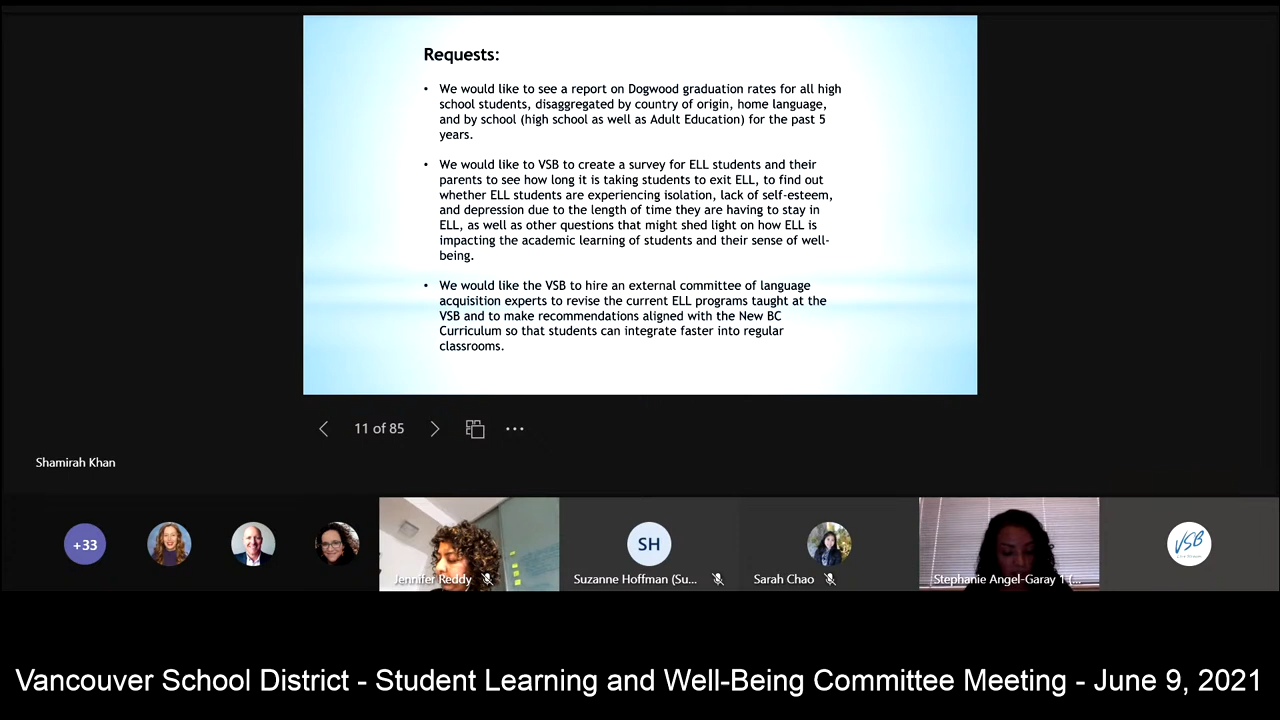 Requests:
• We would like to see a report on Dogwood graduation rates for all high
school students, disaggregated by country of origin, home language,
and by school (high school as well as Adult Education) for the past 5
years.
• We would like to VSB to create a survey for ELL students and their
parents to see how long it is taking students to exit ELL, to find out
whether ELL students are experiencing isolation, lack of self-esteem,
and depression due to the length of time they are having to stay in
ELL, as well as other questions that might shed light on how ELL is
impacting the academic learning of students and their sense of well-
being.
• We would like the VSB to hire an external committee of language
acquisition experts to revise the current ELL programs taught at the
VSB and to make recommendations aligned with the New BC
Curriculum so that students can integrate faster into regular
classrooms.
11 of 85
Shamirah Khan
+33
SH
VSB
Jennifer Reddy
Suzanne Hoffman (Su...
Sarah Chao
Stephanie Angel-Garay 1 (...
Vancouver School District - Student Learning and Well-Being Committee Meeting - June 9, 2021